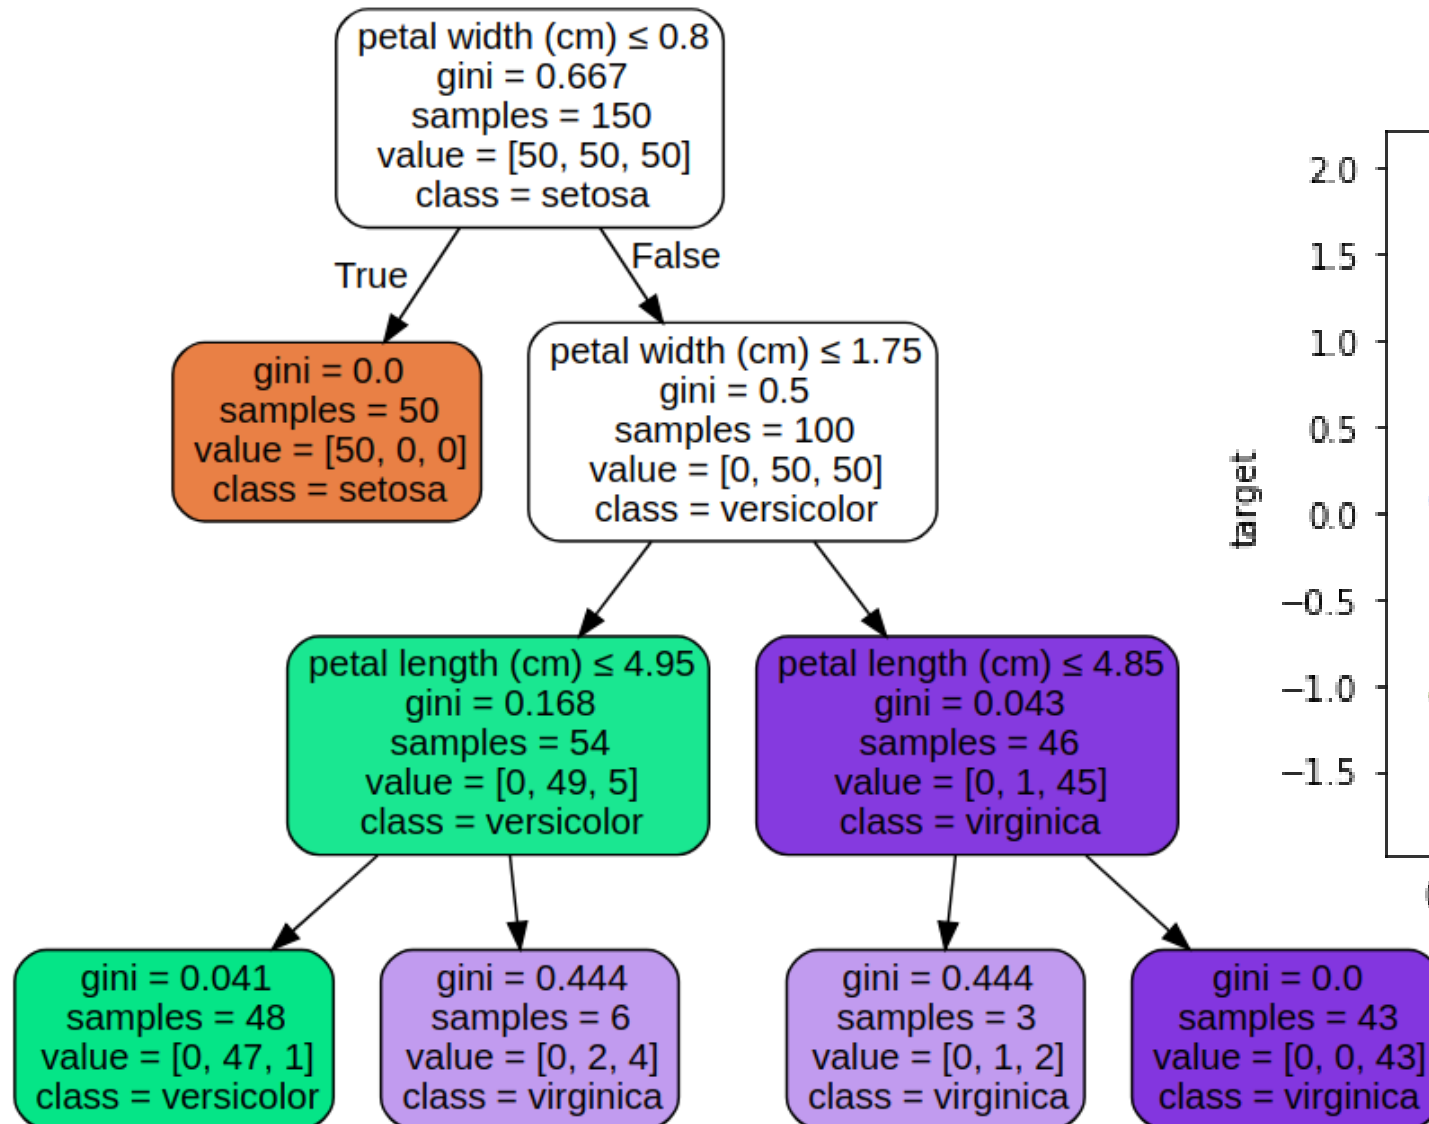 petal width (cm) ≤ 0.8
gini = 0.667
samples = 150
value = [50, 50, 50]
class = setosa
True
False
gini = 0.0
samples = 50
value = [50, 0, 0]
class = setosa
petal width (cm) ≤ 1.75
gini = 0.5
samples = 100
value = [0, 50, 50]
class = versicolor
petal length (cm) ≤ 4.95
gini = 0.168
samples = 54
value = [0, 49, 5]
class = versicolor
petal length (cm) ≤ 4.85
gini = 0.043
samples = 46
value = [0, 1, 45]
class = virginica
gini = 0.041
samples = 48
value = [0, 47, 1]
class = versicolor
gini = 0.444
samples = 6
value = [0, 2, 4]
class = virginica
gini = 0.444
samples = 3
value = [0, 1, 2]
class = virginica
gini = 0.0
samples = 43
value = [0, 0, 43]
class = virginica
target
2.0
1.5
1.0
0.5
0.0
−0.5
−1.0
−1.5